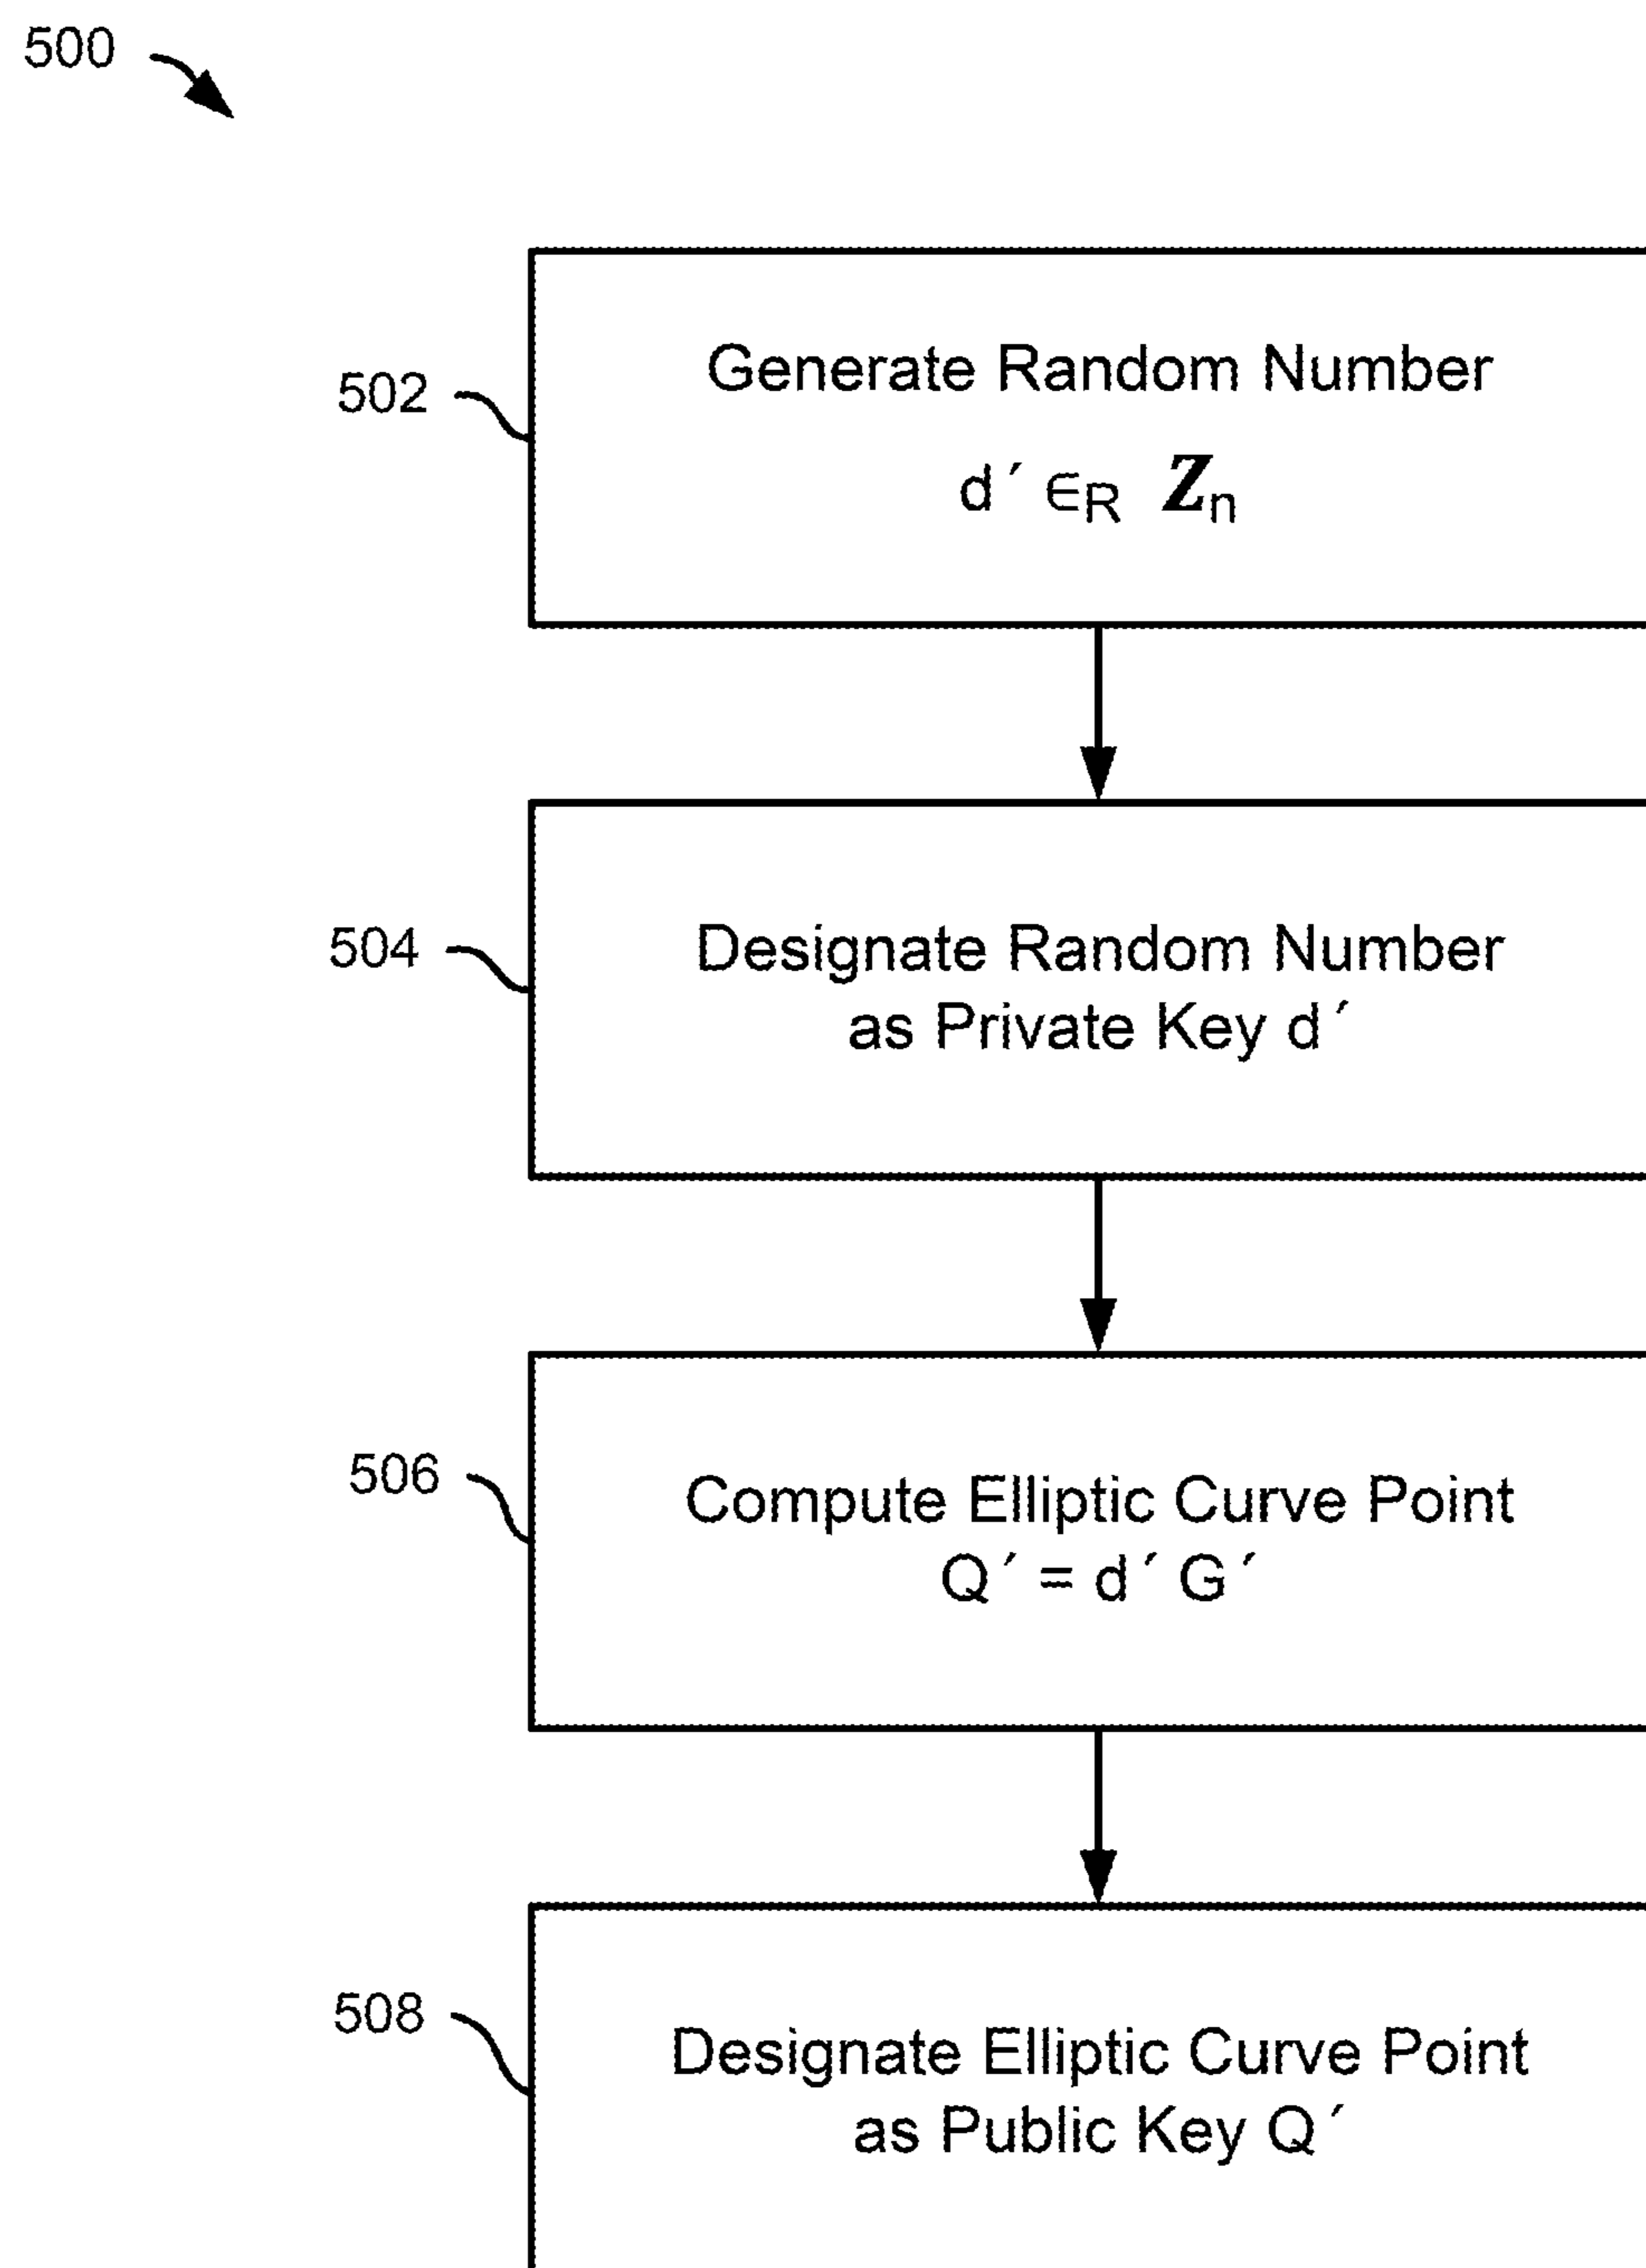 500
502
Generate Random Number
d´ ∈R Zn
504
Designate Random Number
as Private Key d´
506
Compute Elliptic Curve Point
Q´ = d´ G´
508
Designate Elliptic Curve Point
as Public Key Q´